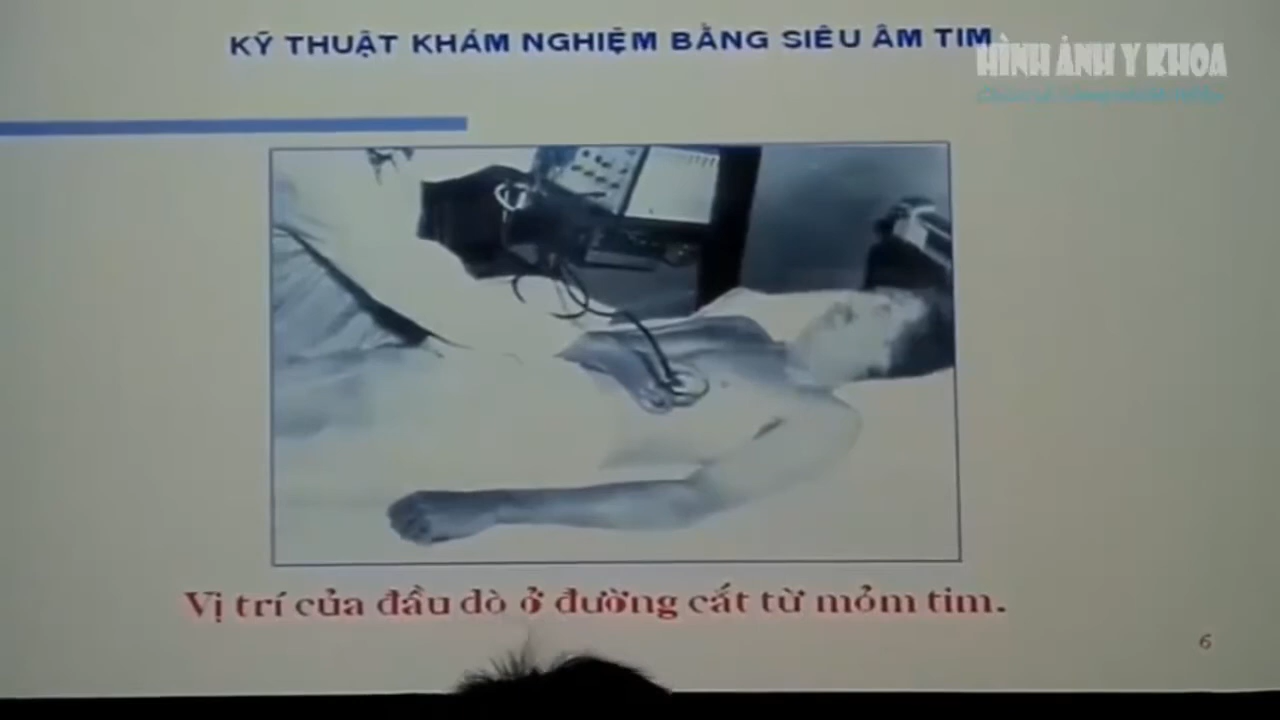 KỸ THUẬT KHÁM NGHIỆM BẰNG SIÊU ÂM TIM
HÌNH ẢNH Y KHOA
Vị trí của đầu dò ở đường cắt từ mỏm tim.
6